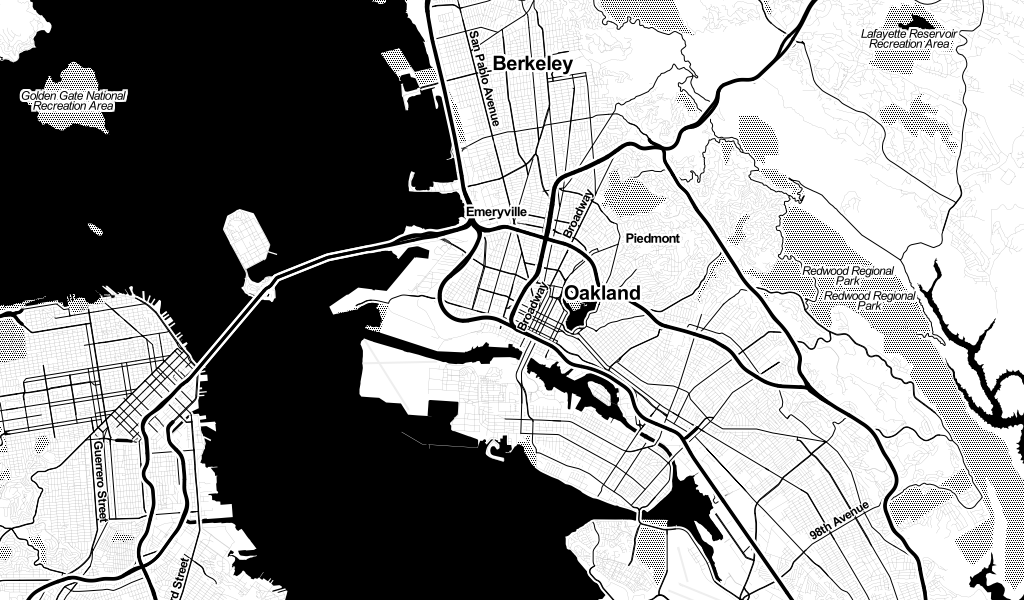 Lafayette Reservoir
Recreation Area
San Pablo Avenue
Berkeley
Golden Gate National
Recreation Area
Emeryville
Broadway
Piedmont
Redwood Regional
Park
Redwood Regional
Park
Oakland
Broadway
Guerrero Street
98th Avenue
rd Street